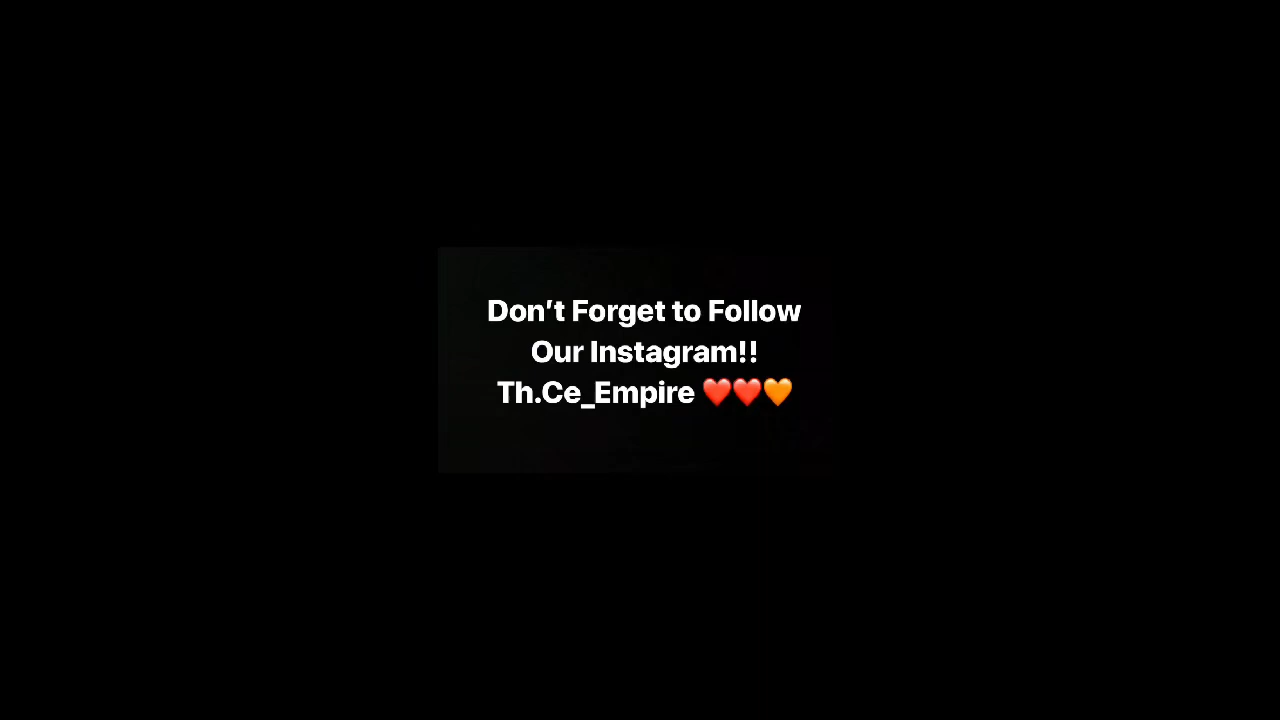 Don’t Forget to Follow
Our Instagram!!
Th.Ce_Empire ❤️❤️🧡